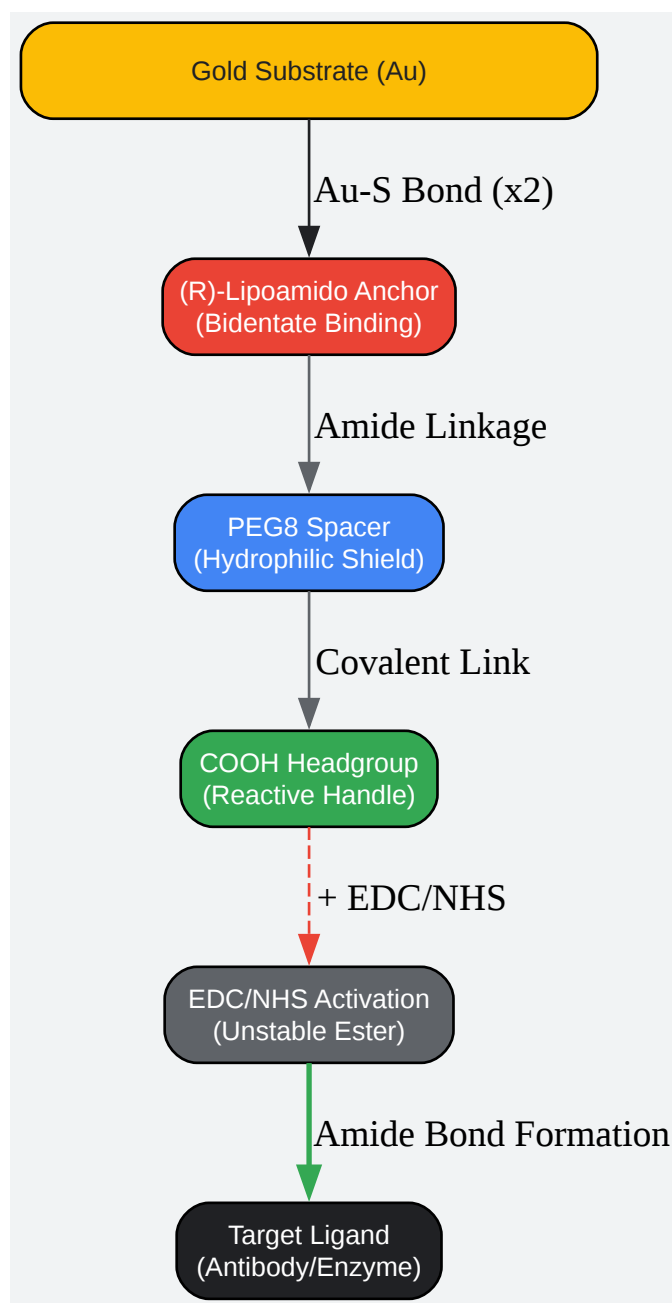 Gold Substrate (Au)
Au-S Bond (x2)
(R)-Lipoamido Anchor
(Bidentate Binding)
Amide Linkage
PEG8 Spacer
(Hydrophilic Shield)
Covalent Link
COOH Headgroup
(Reactive Handle)
+ EDC/NHS
EDC/NHS Activation
(Unstable Ester)
Amide Bond Formation
Target Ligand
(Antibody/Enzyme)